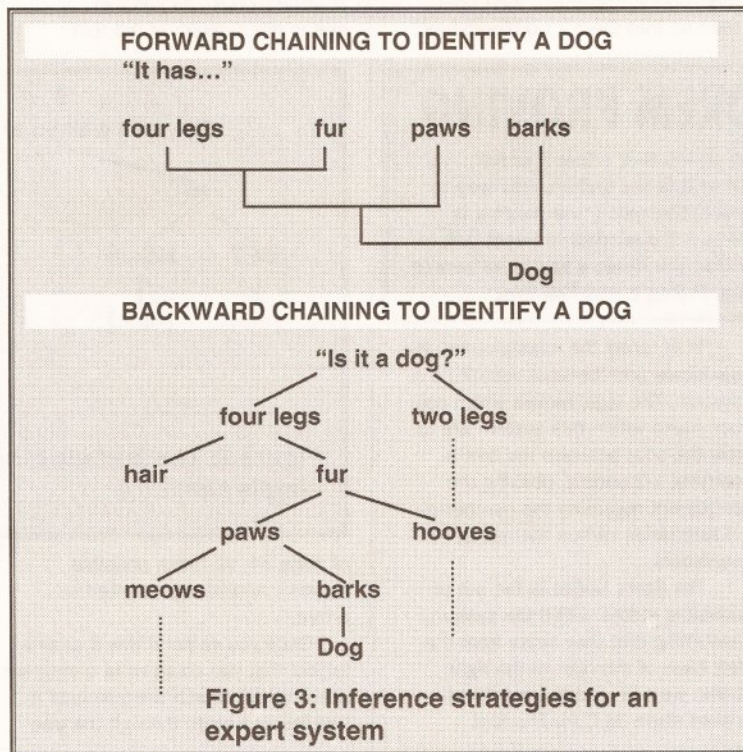 FORWARD CHAINING TO IDENTIFY A DOG
“It has…”
four legs fur paws barks
Dog
BACKWARD CHAINING TO IDENTIFY A DOG
“Is it a dog?”
four legs two legs
hair fur
paws hooves
meows barks
Dog
Figure 3: Inference strategies for an
expert system